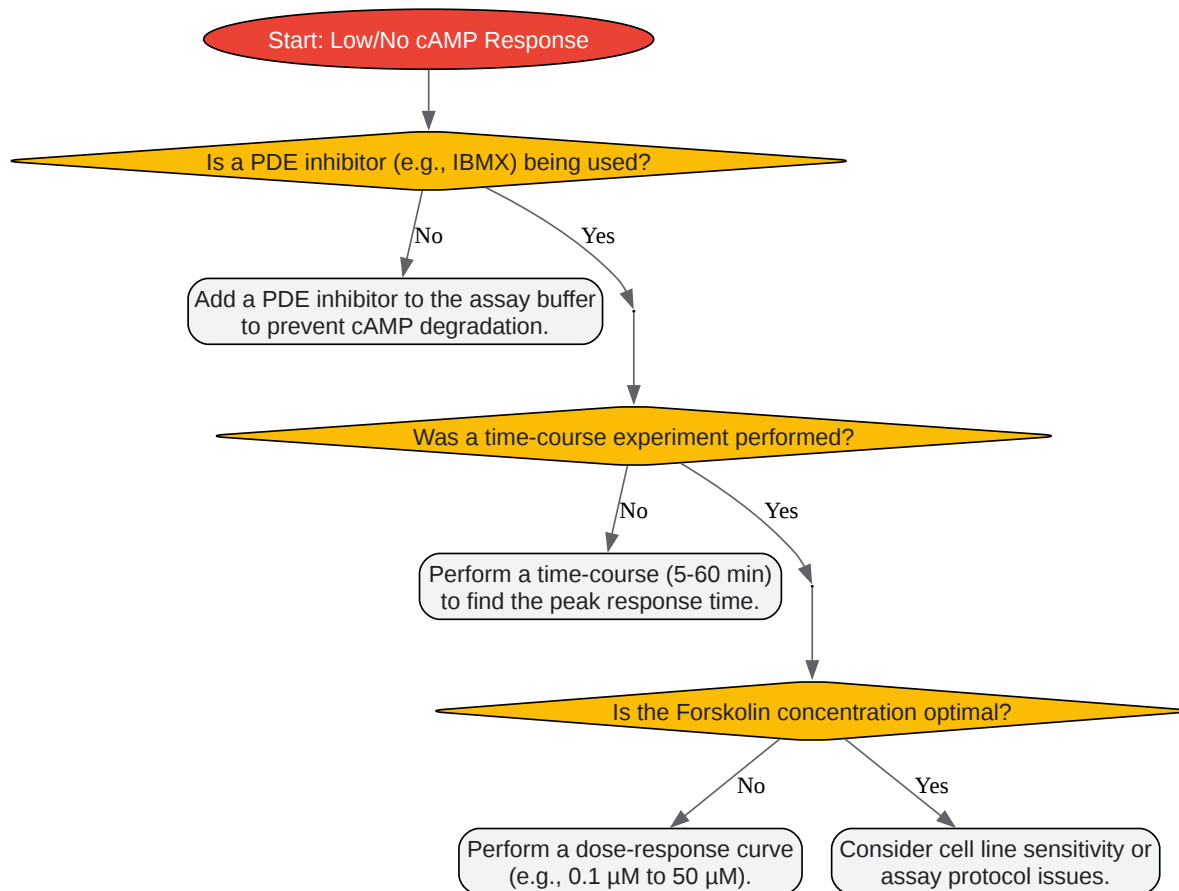 Start: Low/No cAMP Response
Is a PDE inhibitor (e.g., IBMX) being used?
No
Yes
Add a PDE inhibitor to the assay buffer
to prevent cAMP degradation.
Was a time-course experiment performed?
No
Yes
Perform a time-course (5-60 min)
to find the peak response time.
Is the Forskolin concentration optimal?
No
Yes
Perform a dose-response curve
(e.g., 0.1 µM to 50 µM).
Consider cell line sensitivity or
assay protocol issues.